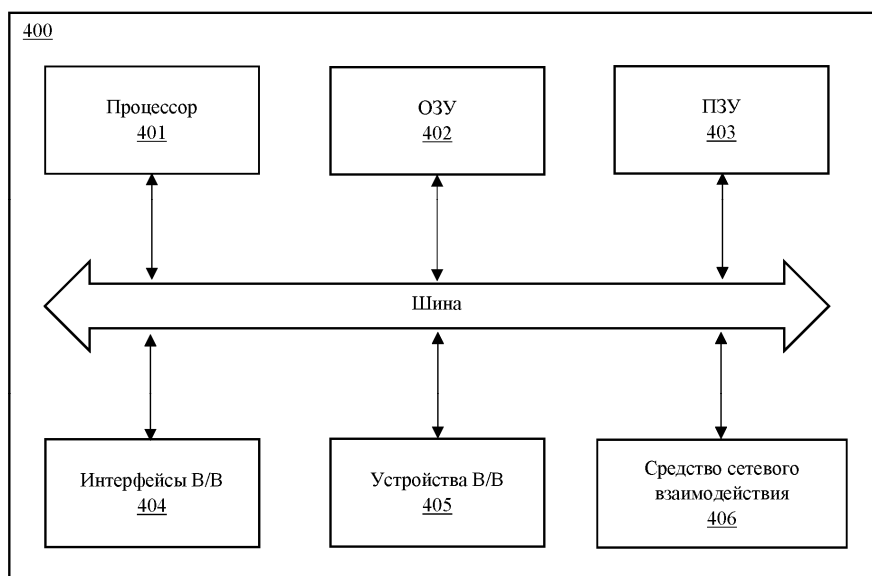 400
Процессор
401
ОЗУ
402
ПЗУ
403
Шина
Интерфейсы В/В
404
Устройства В/В
405
Средство сетевого
взаимодействия
406